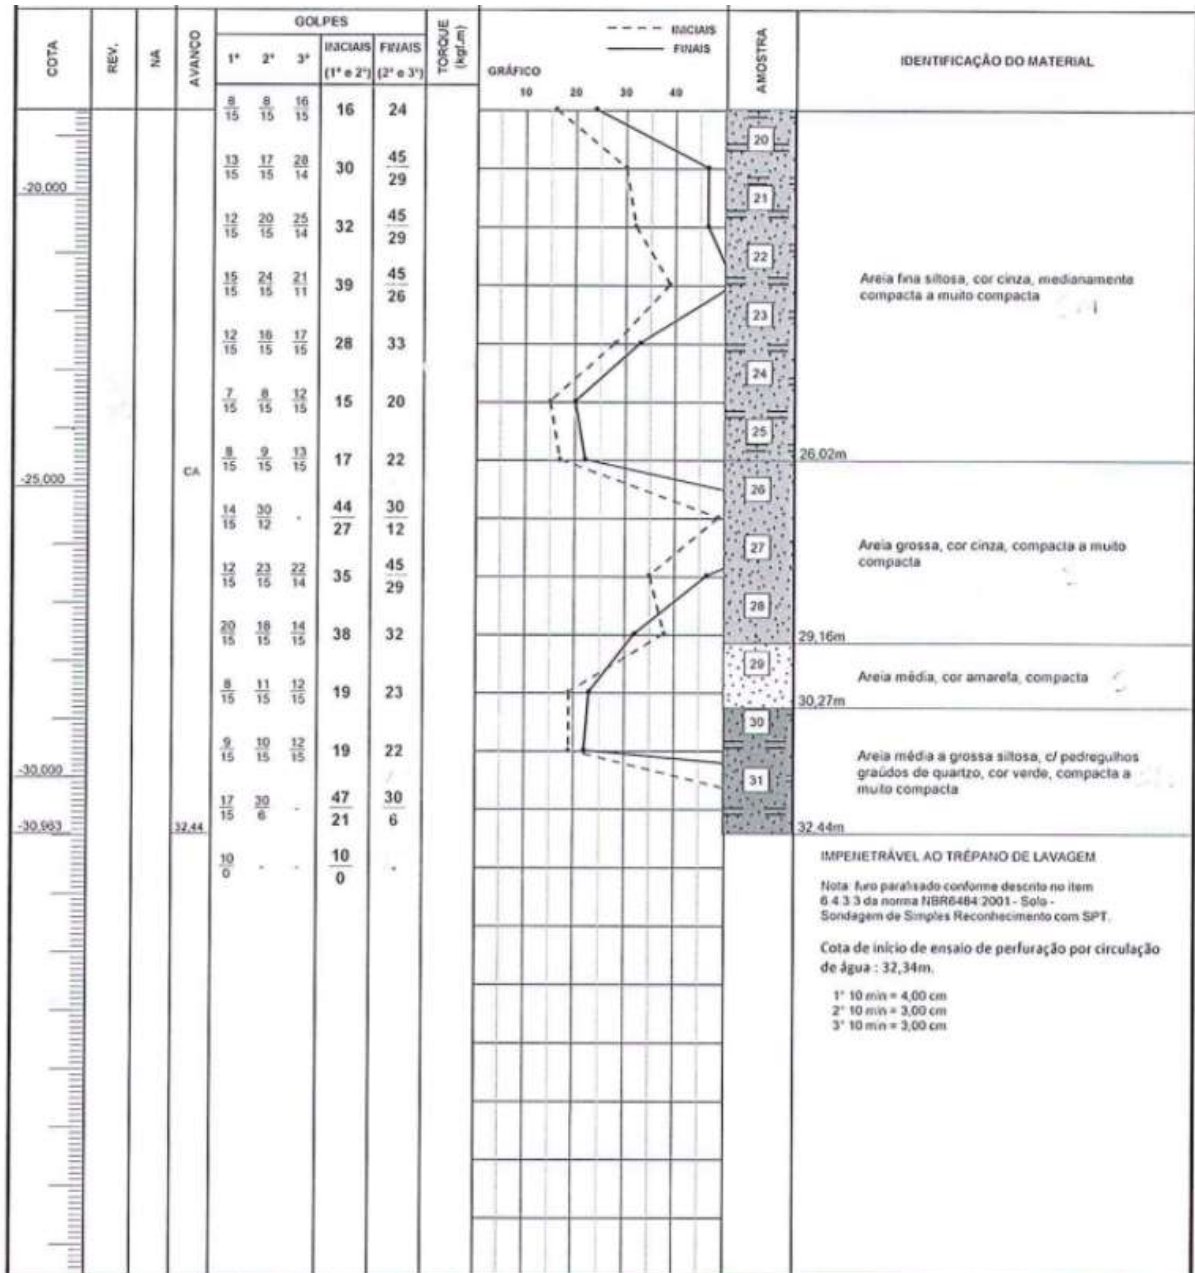 COTA
REV.
NA
AVANÇO
GOLPES
1ª 2ª 3ª
INICIAIS
(1ª e 2ª)
FINAIS
(2ª e 3ª)
TORQUE
(kgf.m)
GRÁFICO
INICIAIS
FINAIS
10 20 30 40
AMOSTRA
IDENTIFICAÇÃO DO MATERIAL
8/15 8/15 16/15 16 24
13/15 17/15 28/14 30 45/29
12/15 20/15 25/14 32 45/29
15/15 24/15 21/11 39 45/26
12/15 16/15 17/15 28 33
7/15 8/15 12/15 15 20
8/15 9/15 13/15 17 22
14/15 30/12 - 44/27 30/12
12/15 23/15 22/14 35 45/29
20/15 18/15 14/15 38 32
8/15 11/15 12/15 19 23
9/15 10/15 12/15 19 22
17/15 30/6 - 47/21 30/6
10/0 - - 10/0 -
-20,000
-25,000
-30,000
-30,963
CA
32,44
20
21
22
23
24
25
26
27
28
29
30
31
Areia fina siltosa, cor cinza, medianamente
compacta a muito compacta
26,02m
Areia grossa, cor cinza, compacta a muito
compacta
29,16m
Areia média, cor amarela, compacta
30,27m
Areia média a grossa siltosa, c/ pedregulhos
graúdos de quartzo, cor verde, compacta a
muito compacta
32,44m
IMPENETRÁVEL AO TRÉPANO DE LAVAGEM
Nota: furo paralisado conforme descrito no item
6.4.3.3 da norma NBR6484:2001 - Solo -
Sondagem de Simples Reconhecimento com SPT.
Cota de início de ensaio de perfuração por circulação
de água : 32,34m.
1° 10 min = 4,00 cm
2° 10 min = 3,00 cm
3° 10 min = 3,00 cm